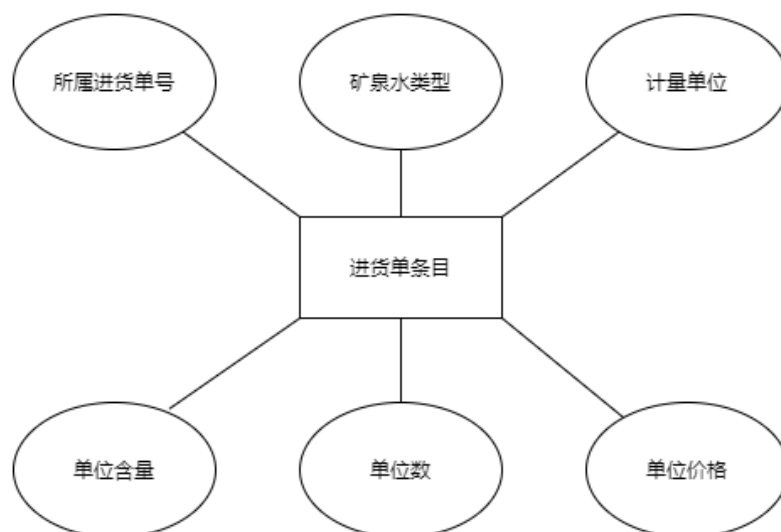 所属进货单号
矿泉水类型
计量单位
进货单条目
单位含量
单位数
单位价格